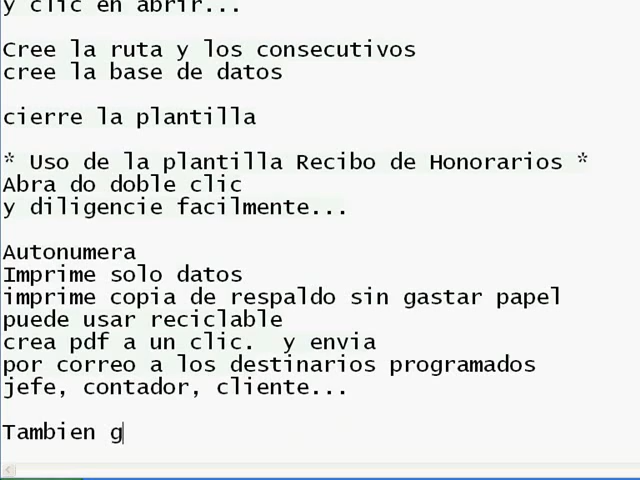 y clic en abrir...
Cree la ruta y los consecutivos
cree la base de datos
cierre la plantilla
* Uso de la plantilla Recibo de Honorarios *
Abra do doble clic
y diligencie facilmente...
Autonumera
Imprime solo datos
imprime copia de respaldo sin gastar papel
puede usar reciclable
crea pdf a un clic.  y envia
por correo a los destinarios programados
jefe, contador, cliente...
Tambien g